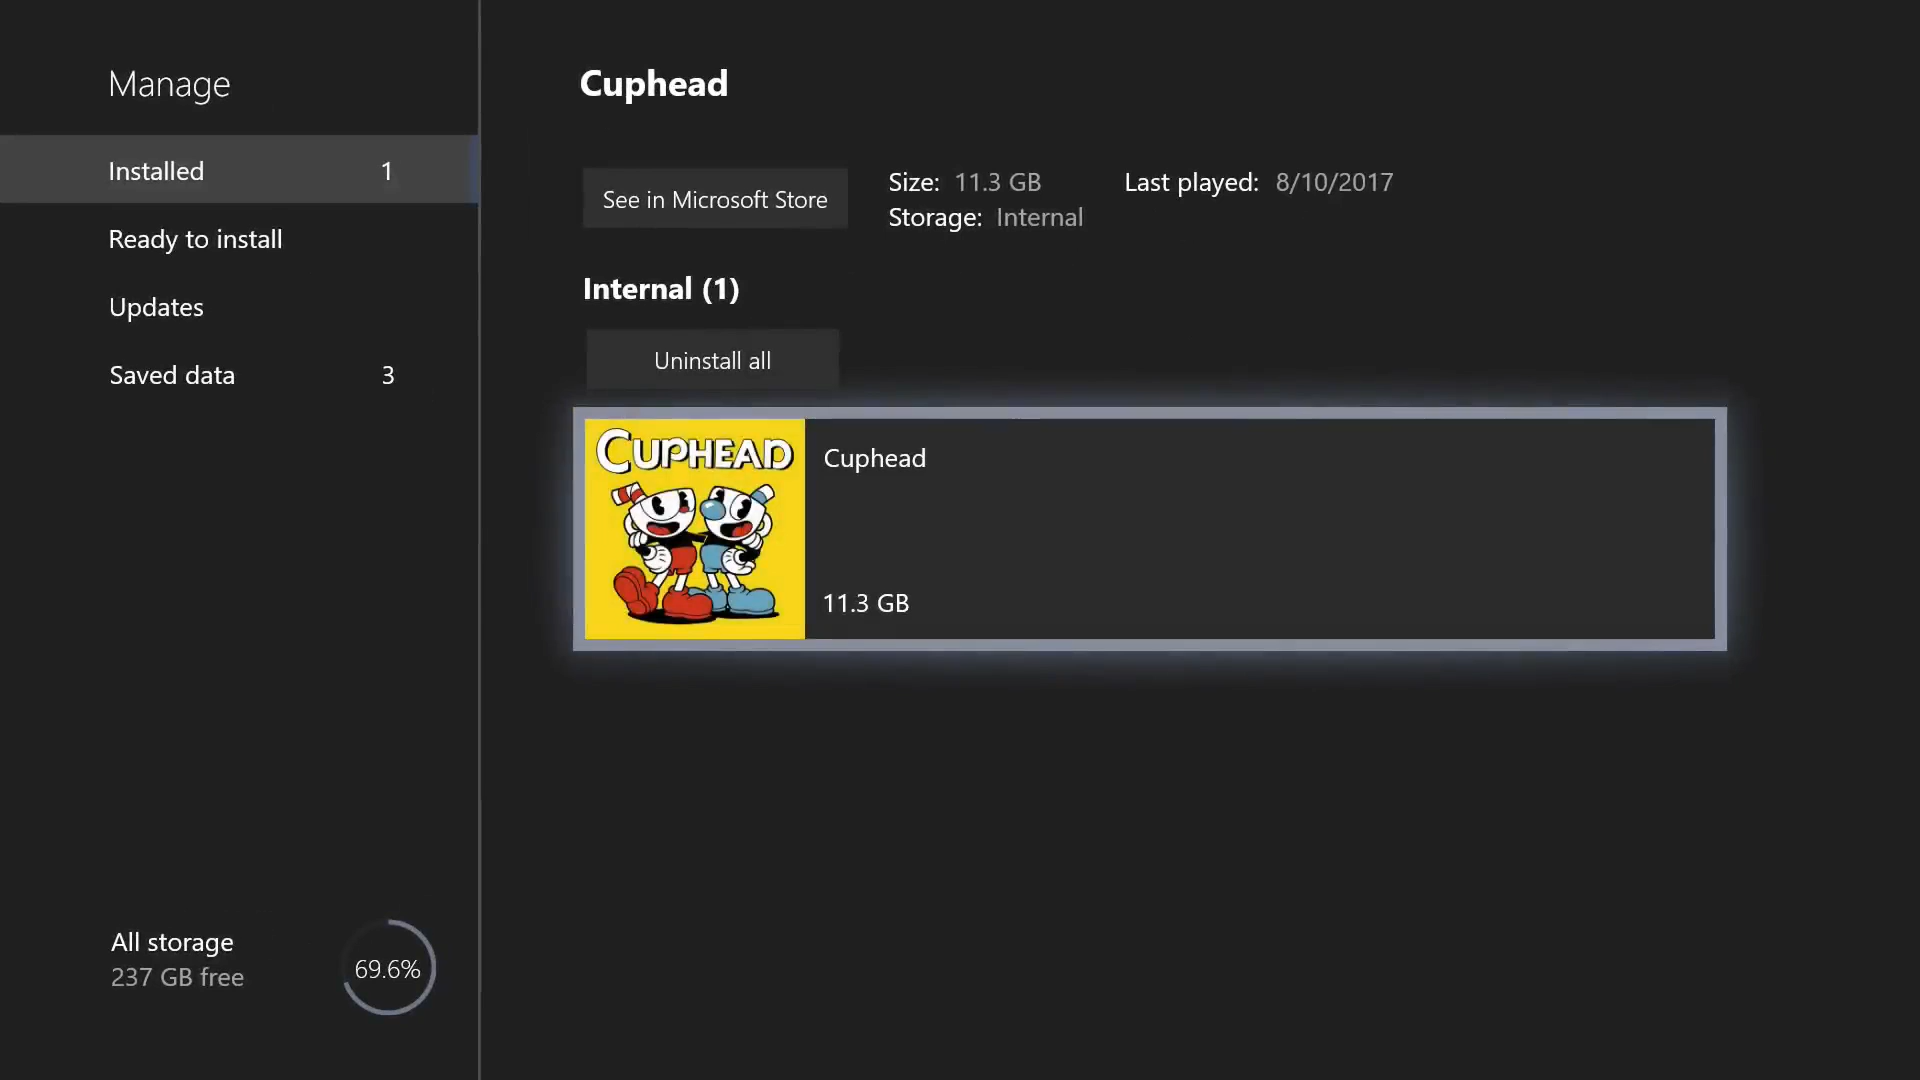 Manage
Installed 1
Ready to install
Updates
Saved data 3
All storage
237 GB free
69.6%
Cuphead
See in Microsoft Store
Size: 11.3 GB
Last played: 8/10/2017
Storage: Internal
Internal (1)
Uninstall all
CUPHEAD
Cuphead
11.3 GB